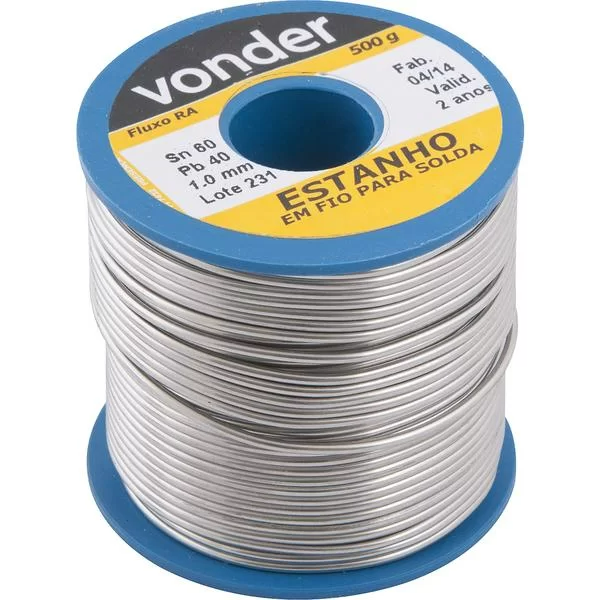 vonder
500 g
Fluxo RA
Fab.
04/14
Valid.
2 anos
Sn 60
Pb 40
1.0 mm
Lote 231
ESTANHO
EM FIO PARA SOLDA